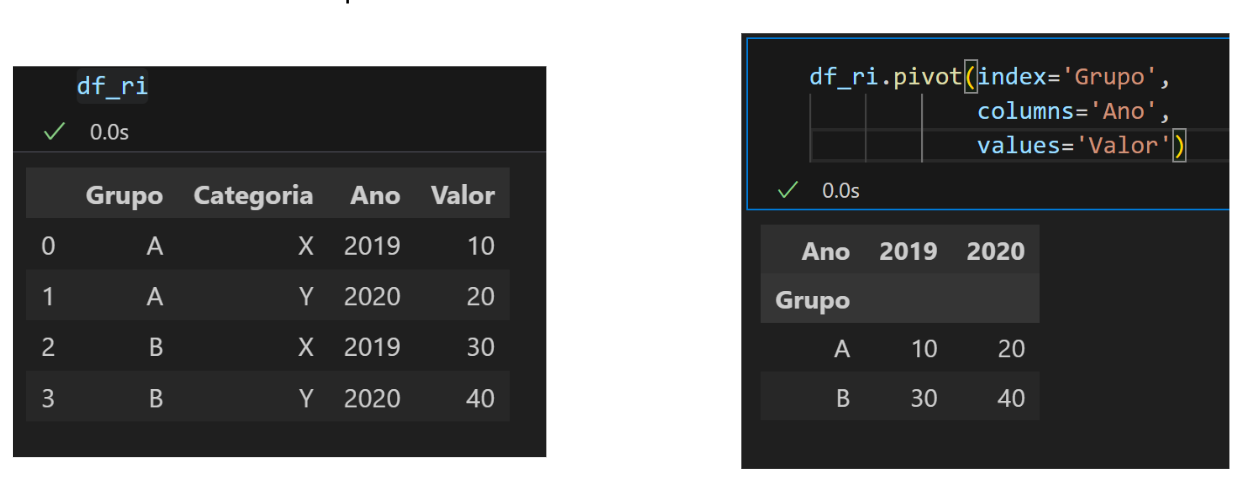 df_ri
0.0s
Grupo Categoria Ano Valor
0 A X 2019 10
1 A Y 2020 20
2 B X 2019 30
3 B Y 2020 40
df_ri.pivot(index='Grupo',
columns='Ano',
values='Valor')
0.0s
Ano 2019 2020
Grupo
A 10 20
B 30 40